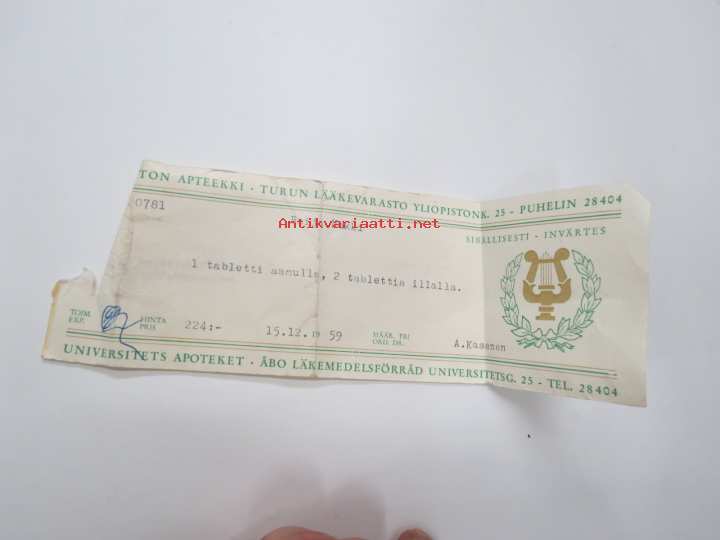 TON APTEEKKI · TURUN LÄÄKEVARASTO YLIOPISTONK. 25 - PUHELIN 28404
0781
Antikvariaatti.net
SISÄLLISESTI - INVÄRTES
1 tabletti aamulla, 2 tablettia illalla.
TOIM. EXP.
HINTA PRIS 224:-
15.12. 19 59
MÄÄR. TRI ORD. DR. A.Kasanen
UNIVERSITETS APOTEKET · ÅBO LÄKEMEDELSFÖRRÅD UNIVERSITETSG. 25 - TEL. 28404